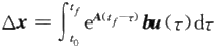 Δx = ∫_{t_0}^{t_f} e^{A(t_f−τ)} bu(τ)dτ